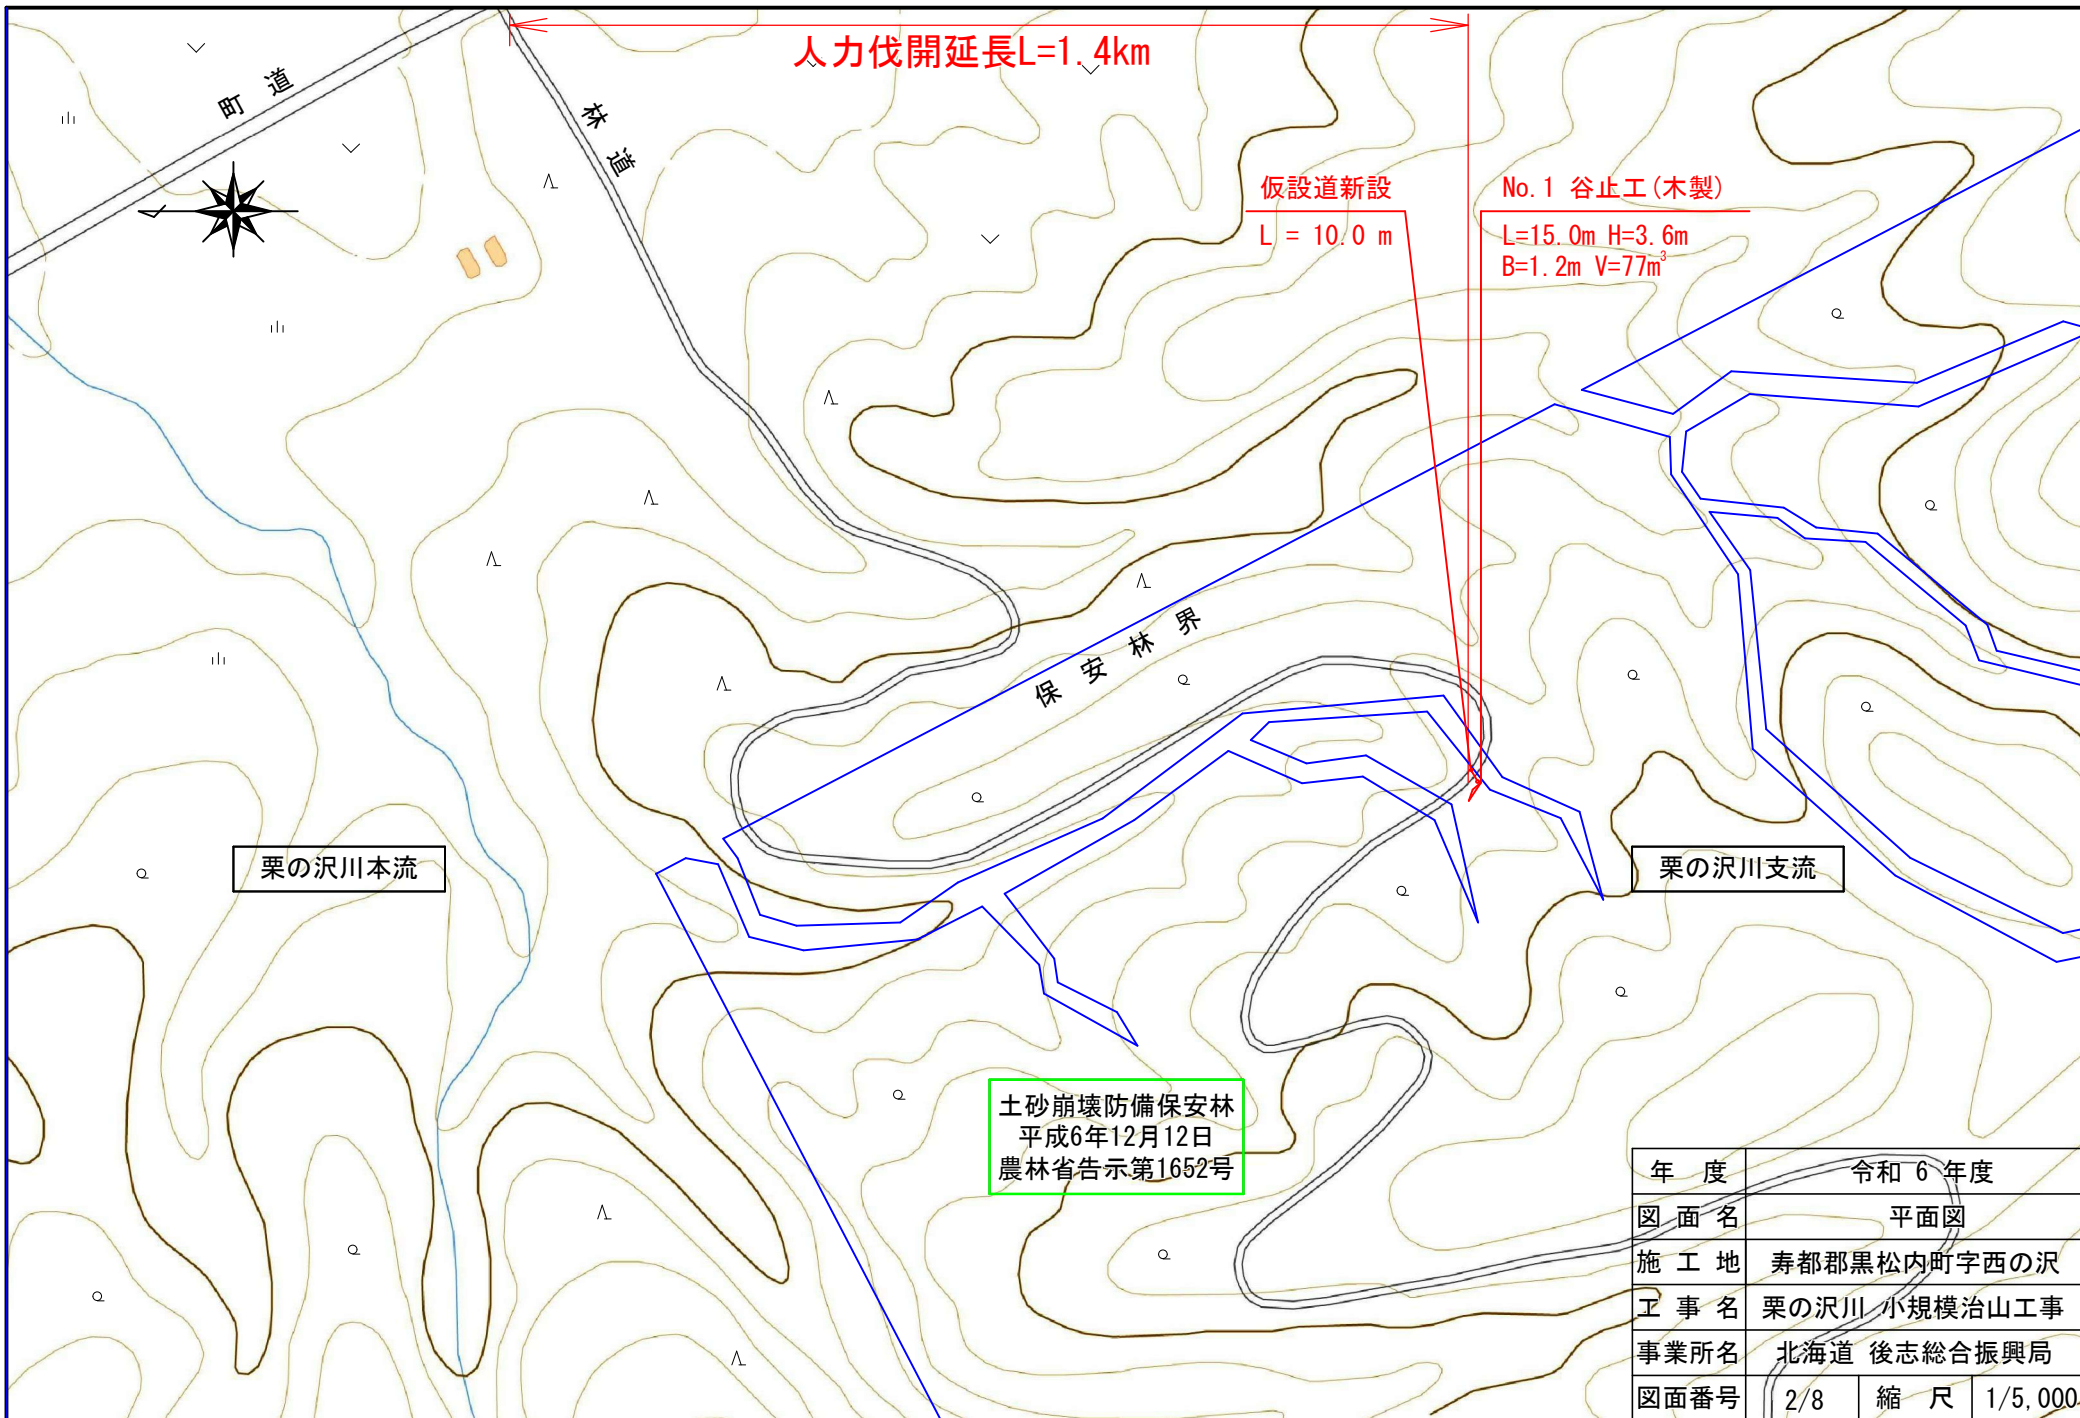 人力伐開延長L=1.4km
町道
林道
仮設道新設
L = 10.0 m
No.1 谷止工(木製)
L=15.0m H=3.6m
B=1.2m V=77m³
保安林界
栗の沢川本流
栗の沢川支流
土砂崩壊防備保安林
平成6年12月12日
農林省告示第1652号
年 度 令和 6 年度
図 面 名 平面図
施 工 地 寿都郡黒松内町字西の沢
工 事 名 栗の沢川 小規模治山工事
事業所名 北海道 後志総合振興局
図面番号 2/8 縮 尺 1/5,000